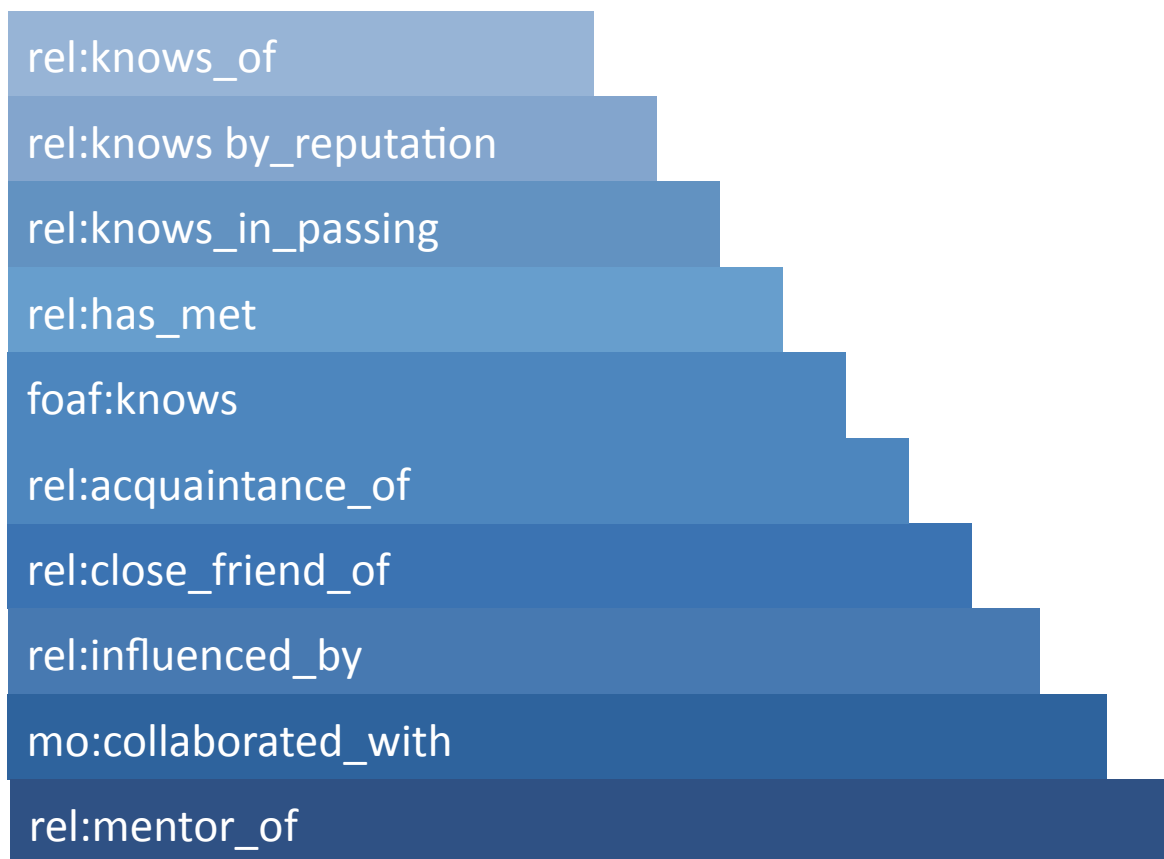 rel:knows_of
rel:knows by_reputation
rel:knows_in_passing
rel:has_met
foaf:knows
rel:acquaintance_of
rel:close_friend_of
rel:influenced_by
mo:collaborated_with
rel:mentor_of